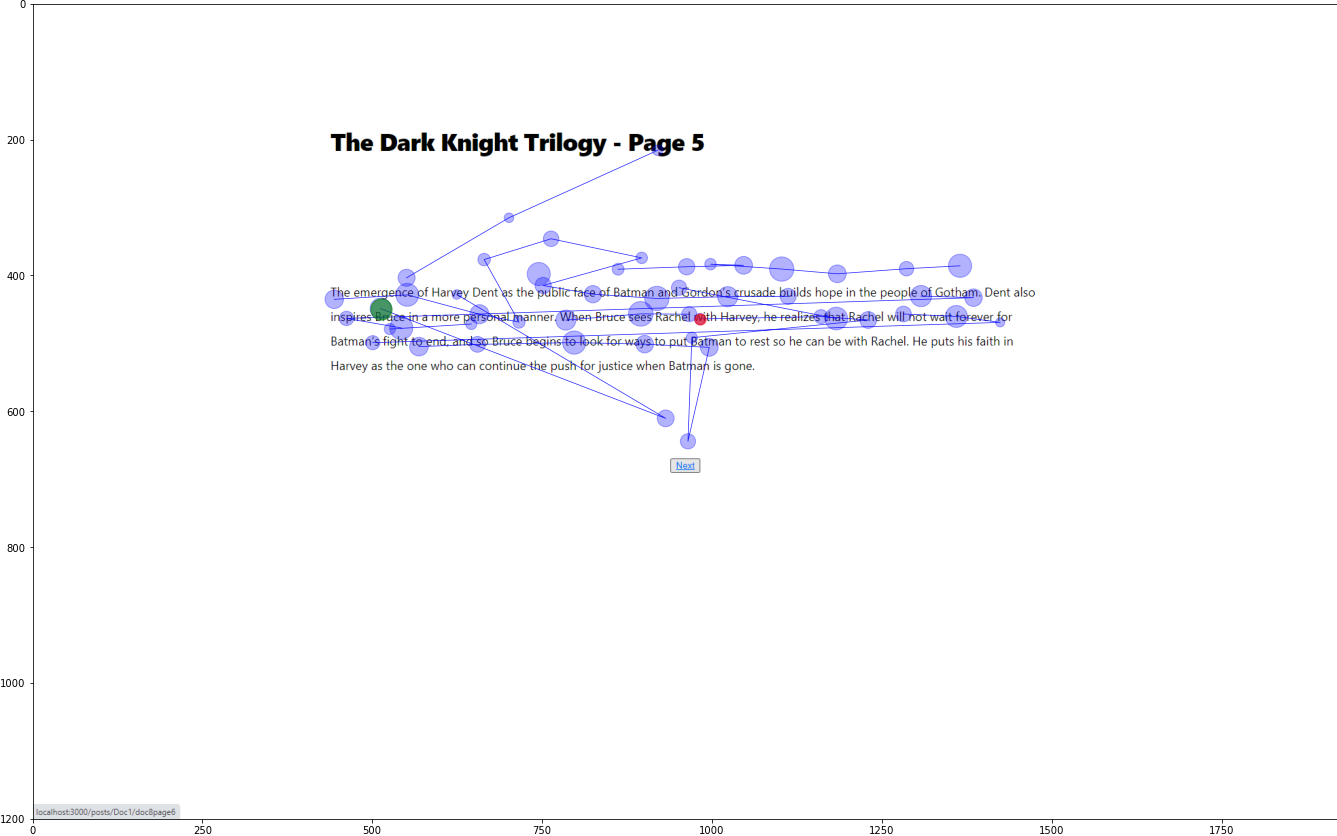 0
200
The Dark Knight Trilogy - Page 5
400
The emergence of Harvey Dent as the public face of Batman and Gordon's crusade builds hope in the people of Gotham. Dent also
inspires Bruce in a more personal manner. When Bruce sees Rachel with Harvey, he realizes that Rachel will not wait forever for
Batman's fight to end, and so Bruce begins to look for ways to put Batman to rest so he can be with Rachel. He puts his faith in
Harvey as the one who can continue the push for justice when Batman is gone.
600
Next
800
1000
localhost:3000/posts/Doc1/doc8page6
1200
0 250 500 750 1000 1250 1500 1750